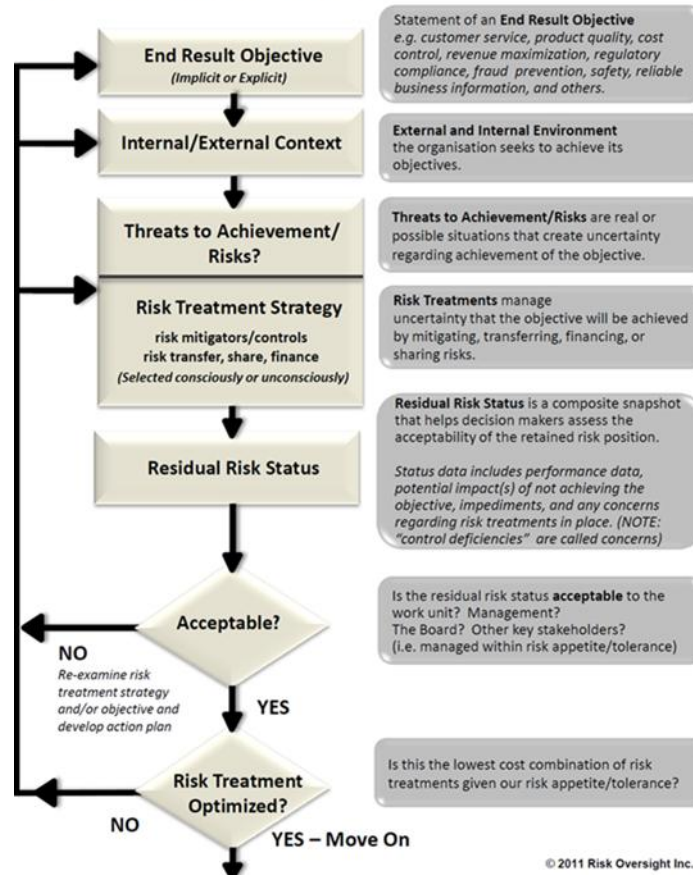 End Result Objective
(Implicit or Explicit)
Statement of an End Result Objective
e.g. customer service, product quality, cost
control, revenue maximization, regulatory
compliance, fraud prevention, safety, reliable
business information, and others.
Internal/External Context
External and Internal Environment
the organisation seeks to achieve its
objectives.
Threats to Achievement/
Risks?
Threats to Achievement/Risks are real or
possible situations that create uncertainty
regarding achievement of the objective.
Risk Treatment Strategy
risk mitigators/controls
risk transfer, share, finance
(Selected consciously or unconsciously)
Risk Treatments manage
uncertainty that the objective will be achieved
by mitigating, transferring, financing, or
sharing risks.
Residual Risk Status
Residual Risk Status is a composite snapshot
that helps decision makers assess the
acceptability of the retained risk position.
Status data includes performance data,
potential impact(s) of not achieving the
objective, impediments, and any concerns
regarding risk treatments in place. (NOTE:
“control deficiencies” are called concerns)
Acceptable?
Is the residual risk status acceptable to the
work unit? Management?
The Board? Other key stakeholders?
(i.e. managed within risk appetite/tolerance)
NO
Re-examine risk
treatment strategy
and/or objective and
develop action plan
YES
Risk Treatment
Optimized?
Is this the lowest cost combination of risk
treatments given our risk appetite/tolerance?
NO
YES – Move On
© 2011 Risk Oversight Inc.